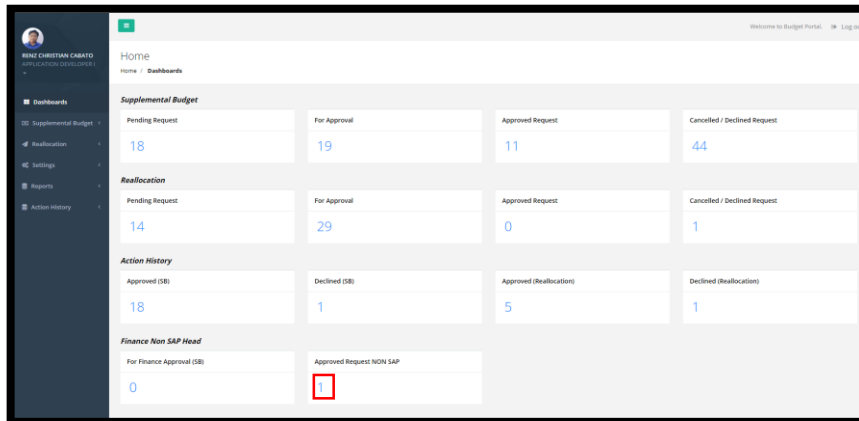 Welcome to Budget Portal.
Log ou
RENZ CHRISTIAN CABATO
APPLICATION DEVELOPER I
Home
Home / Dashboards
Dashboards
Supplemental Budget
Reallocation
Settings
Reports
Action History
Supplemental Budget
Pending Request
For Approval
Approved Request
Cancelled / Declined Request
18
19
11
44
Reallocation
Pending Request
For Approval
Approved Request
Cancelled / Declined Request
14
29
0
1
Action History
Approved (SB)
Declined (SB)
Approved (Reallocation)
Declined (Reallocation)
18
1
5
1
Finance Non SAP Head
For Finance Approval (SB)
Approved Request NON SAP
0
1